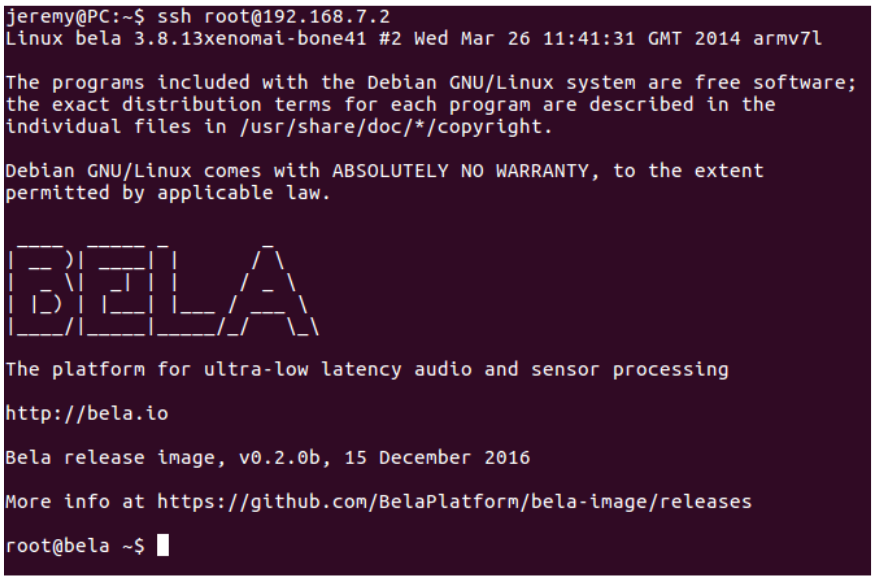 jeremy@PC:~$ ssh root@192.168.7.2
Linux bela 3.8.13xenomai-bone41 #2 Wed Mar 26 11:41:31 GMT 2014 armv7l
The programs included with the Debian GNU/Linux system are free software;
the exact distribution terms for each program are described in the
individual files in /usr/share/doc/*/copyright.
Debian GNU/Linux comes with ABSOLUTELY NO WARRANTY, to the extent
permitted by applicable law.
BELA
The platform for ultra-low latency audio and sensor processing
http://bela.io
Bela release image, v0.2.0b, 15 December 2016
More info at https://github.com/BelaPlatform/bela-image/releases
root@bela ~$